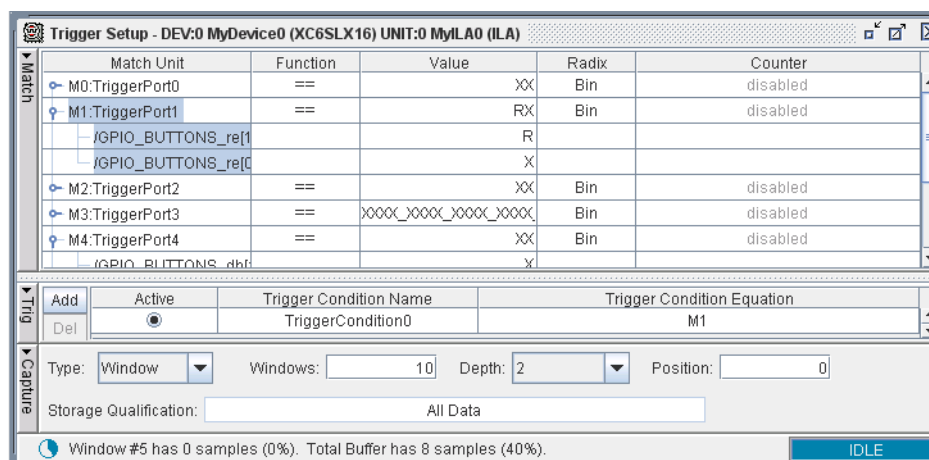 Trigger Setup - DEV:0 MyDevice0 (XC6SLX16) UNIT:0 MyILA0 (ILA)
Match
Match Unit Function Value Radix Counter
M0:TriggerPort0 == XX Bin disabled
M1:TriggerPort1 == RX Bin disabled
/GPIO_BUTTONS_re[1 R
/GPIO_BUTTONS_re[0 X
M2:TriggerPort2 == XX Bin disabled
M3:TriggerPort3 == XXXX_XXXX_XXXX_XXXX_ Bin disabled
M4:TriggerPort4 == XX Bin disabled
/GPIO_BUTTONS_db[ X
Trig
Add Active Trigger Condition Name Trigger Condition Equation
Del TriggerCondition0 M1
Capture
Type: Window Windows: 10 Depth: 2 Position: 0
Storage Qualification: All Data
Window #5 has 0 samples (0%). Total Buffer has 8 samples (40%). IDLE